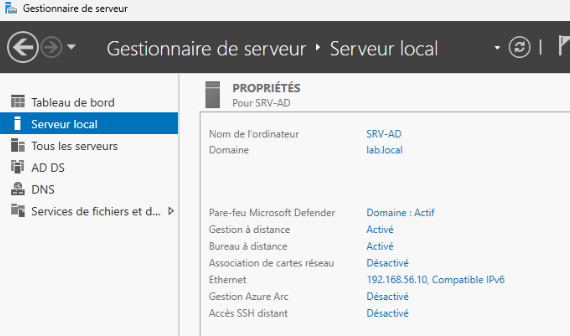 Gestionnaire de serveur
Gestionnaire de serveur ‣ Serveur local
Tableau de bord
Serveur local
Tous les serveurs
AD DS
DNS
Services de fichiers et d...
PROPRIÉTÉS
Pour SRV-AD
Nom de l'ordinateur SRV-AD
Domaine lab.local
Pare-feu Microsoft Defender Domaine : Actif
Gestion à distance Activé
Bureau à distance Activé
Association de cartes réseau Désactivé
Ethernet 192.168.56.10, Compatible IPv6
Gestion Azure Arc Désactivé
Accès SSH distant Désactivé